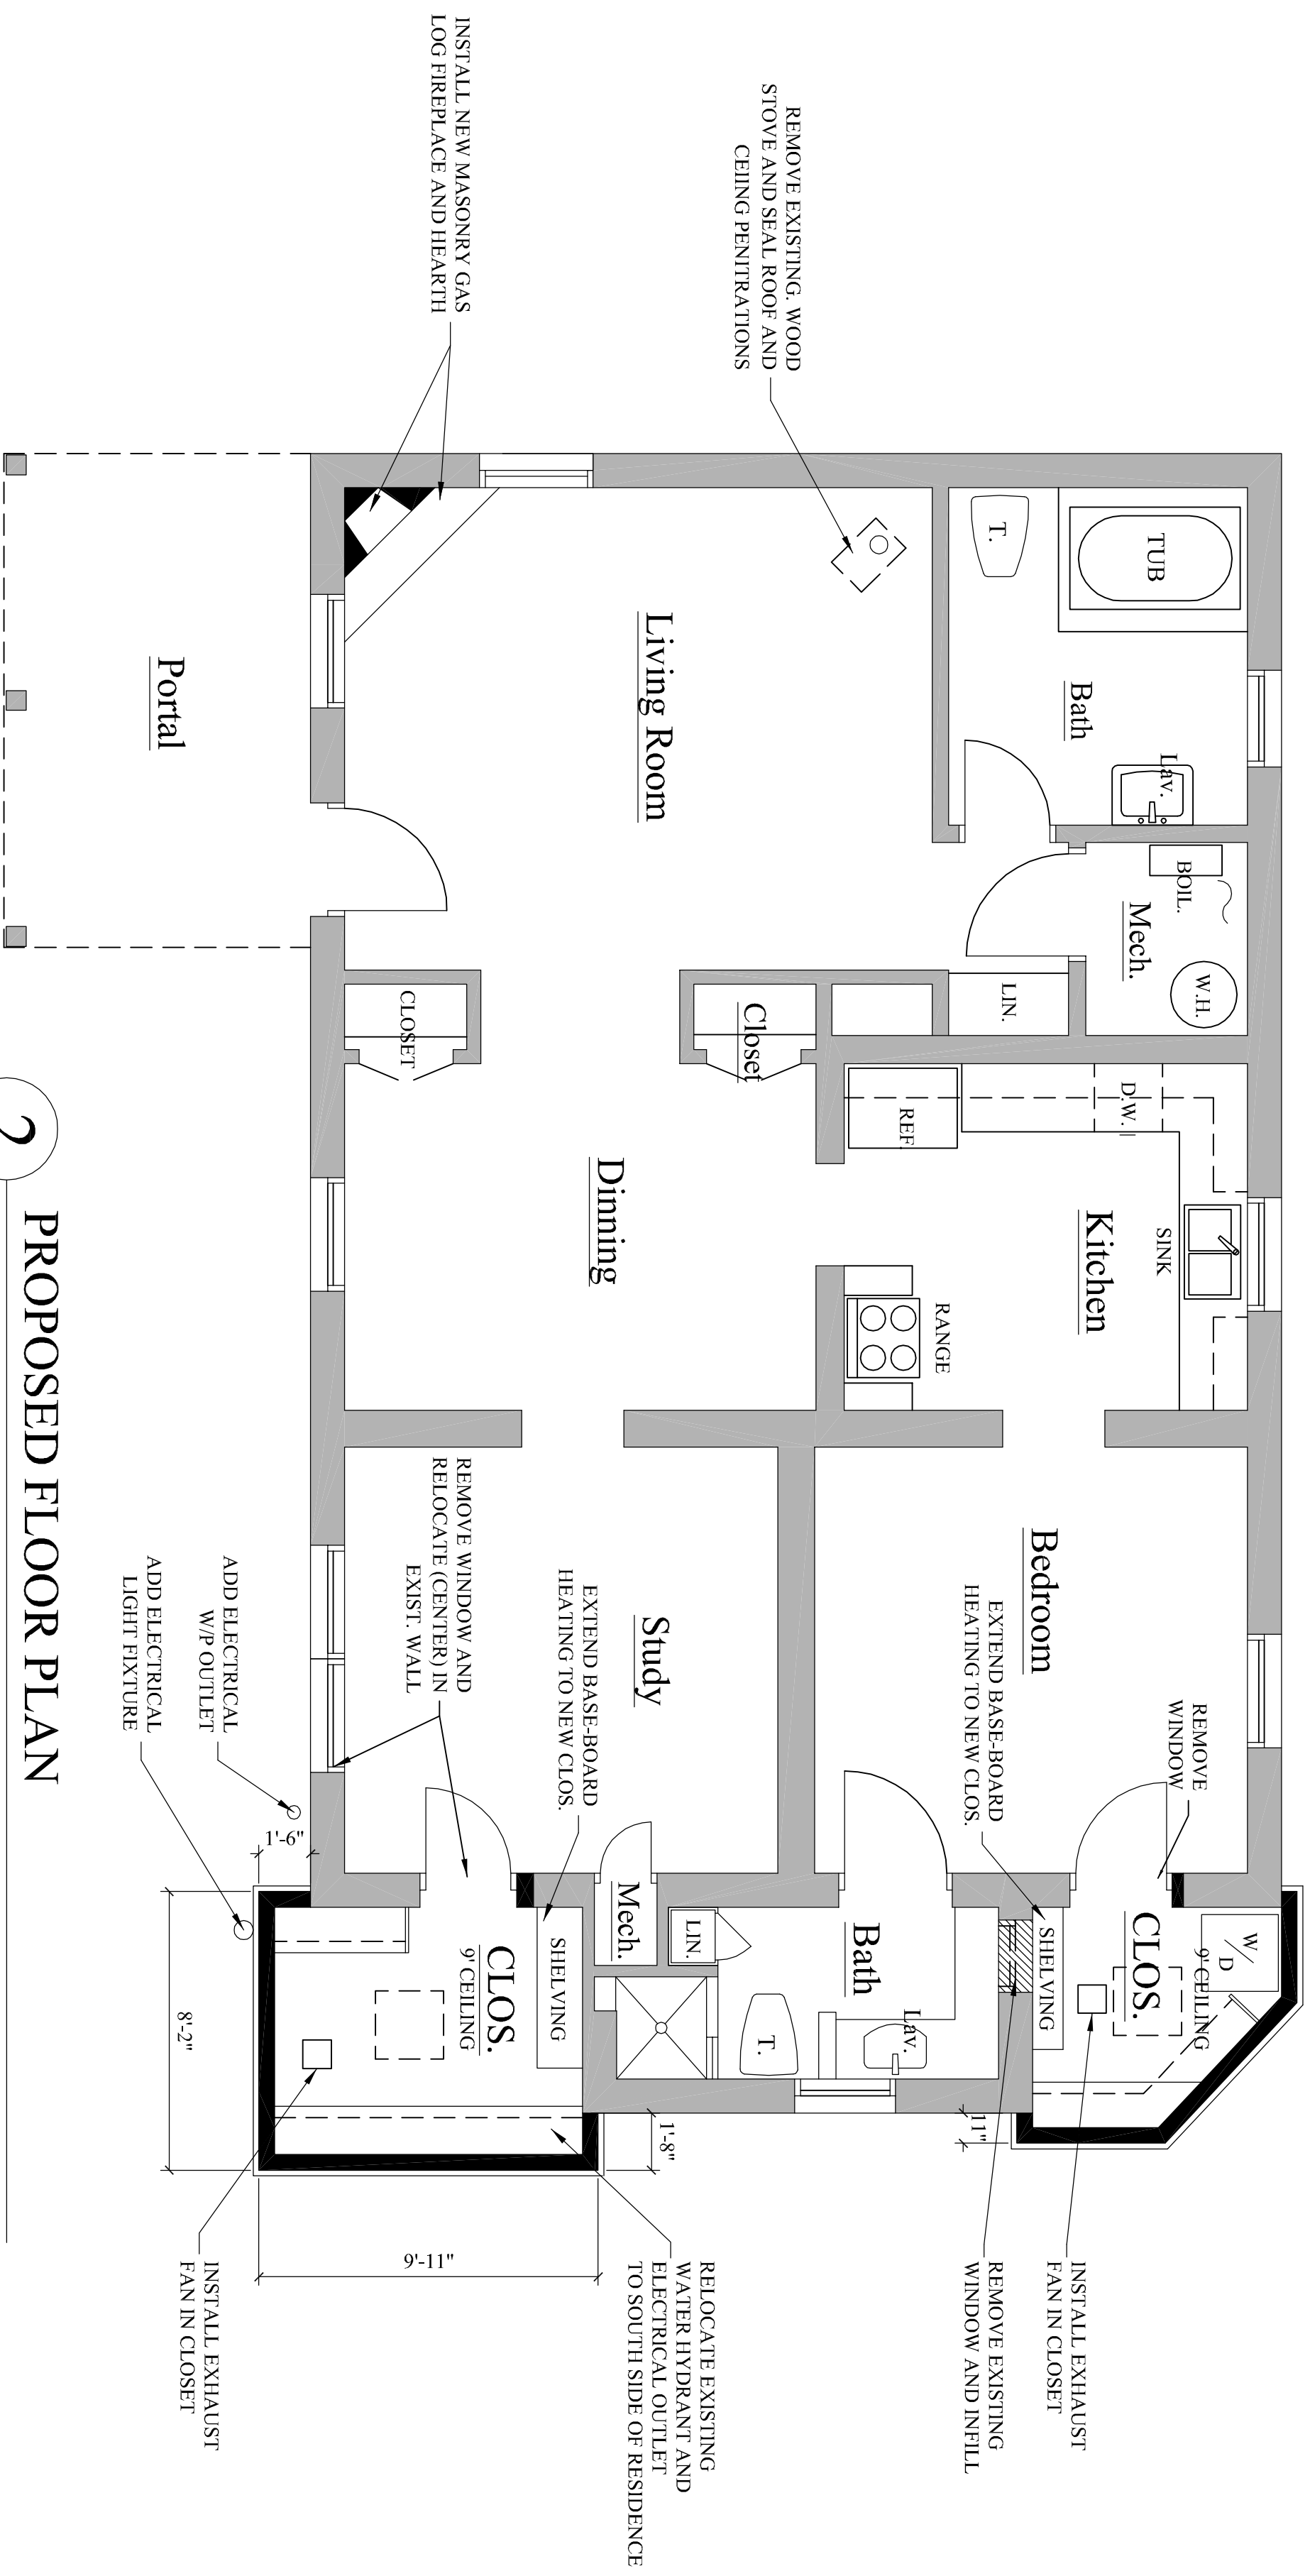 INSTALL NEW MASONRY GAS
LOG FIREPLACE AND HEARTH
REMOVE EXISTING. WOOD
STOVE AND SEAL ROOF AND
CEIING PENITRATIONS
TUB
T.
Bath
Lav.
BOIL.
Mech.
W.H.
LIN.
Living Room
Portal
CLOSET
Closet
REF.
D.W.
SINK
Kitchen
RANGE
Dinning
Bedroom
REMOVE
WINDOW
EXTEND BASE-BOARD
HEATING TO NEW CLOS.
Study
EXTEND BASE-BOARD
HEATING TO NEW CLOS.
REMOVE WINDOW AND
RELOCATE (CENTER) IN
EXIST. WALL
ADD ELECTRICAL
W/P OUTLET
ADD ELECTRICAL
LIGHT FIXTURE
W/D
CLOS.
9' CEILING
SHELVING
Bath
Lav.
T.
LIN.
Mech.
SHELVING
CLOS.
9' CEILING
1'-6"
8'-2"
9'-11"
1'-8"
11"
INSTALL EXHAUST
FAN IN CLOSET
REMOVE EXISTING
WINDOW AND INFILL
RELOCATE EXISTING
WATER HYDRANT AND
ELECTRICAL OUTLET
TO SOUTH SIDE OF RESIDENCE
INSTALL EXHAUST
FAN IN CLOSET
2
PROPOSED FLOOR PLAN